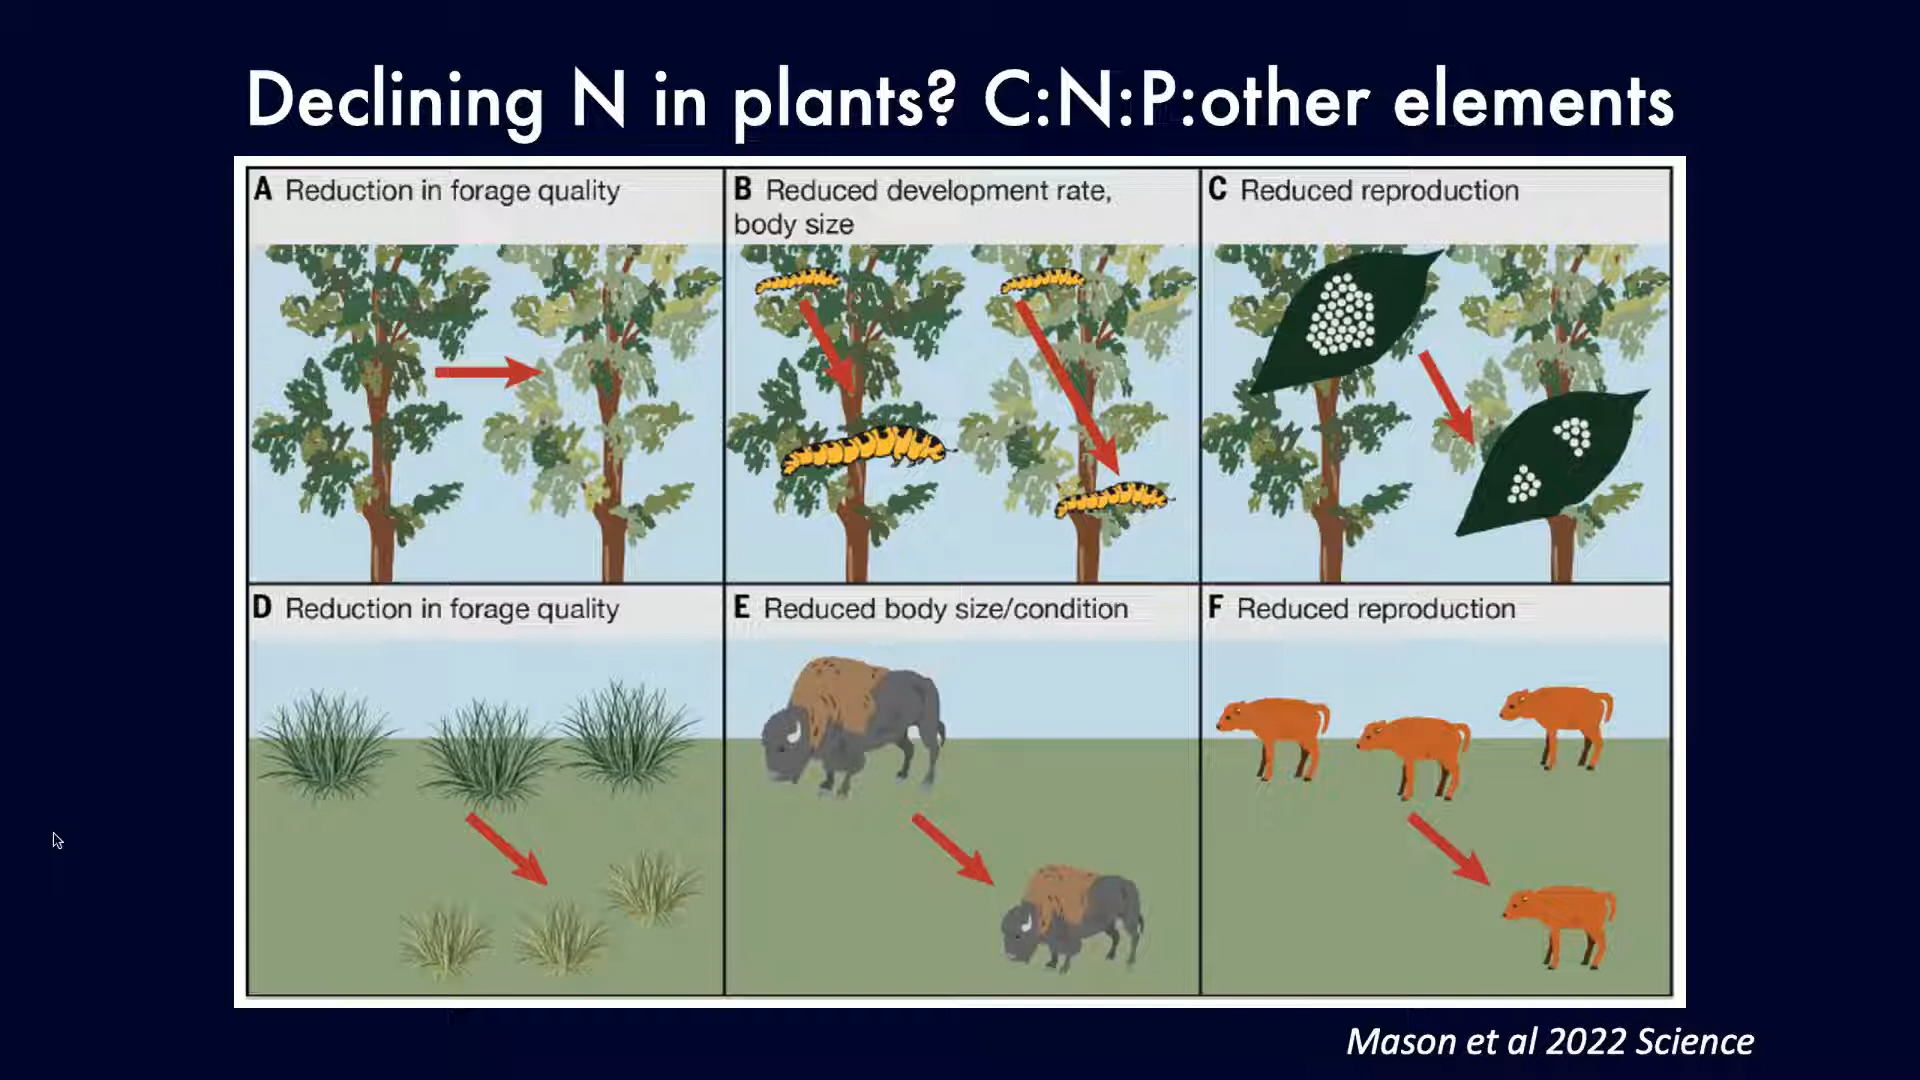 Declining N in plants? C:N:P:other elements
A Reduction in forage quality
B Reduced development rate,
body size
C Reduced reproduction
D Reduction in forage quality
E Reduced body size/condition
F Reduced reproduction
Mason et al 2022 Science